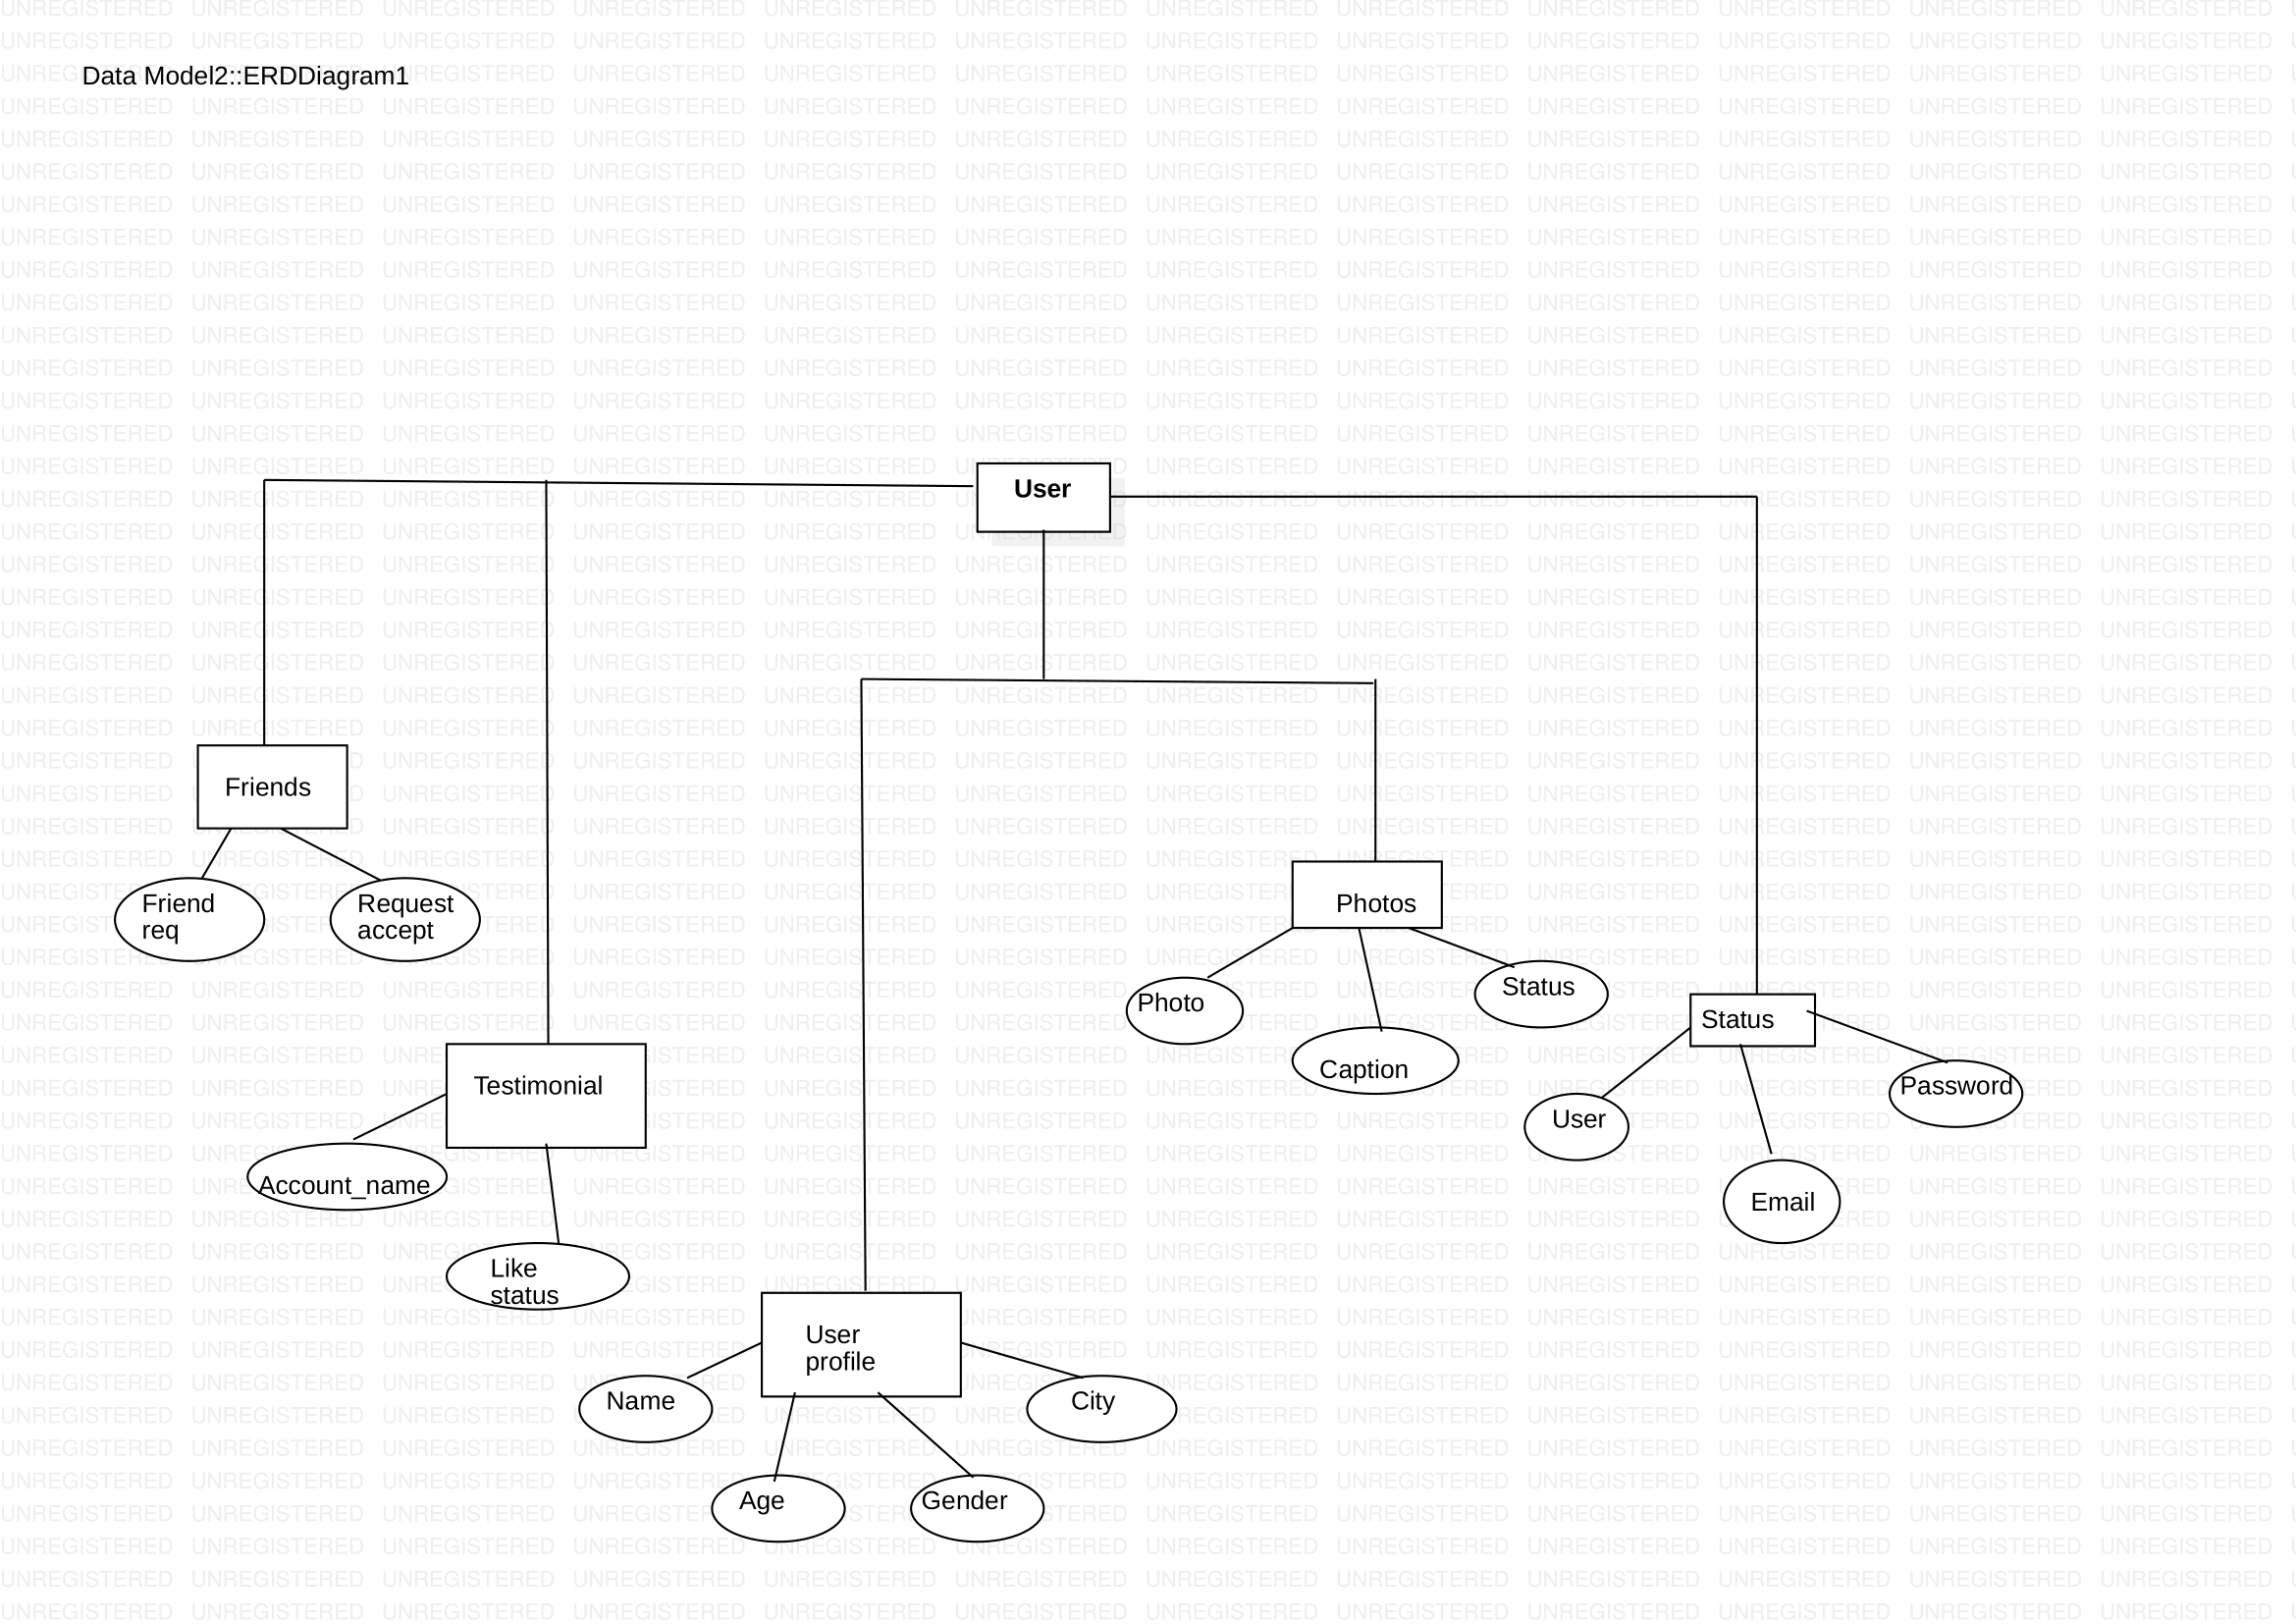 Data Model2::ERDDiagram1
User
Friends
Friend
req
Request
accept
Photos
Photo
Status
Caption
Status
User
Password
Email
Testimonial
Account_name
Like
status
User
profile
Name
City
Age
Gender
UNREGISTERED